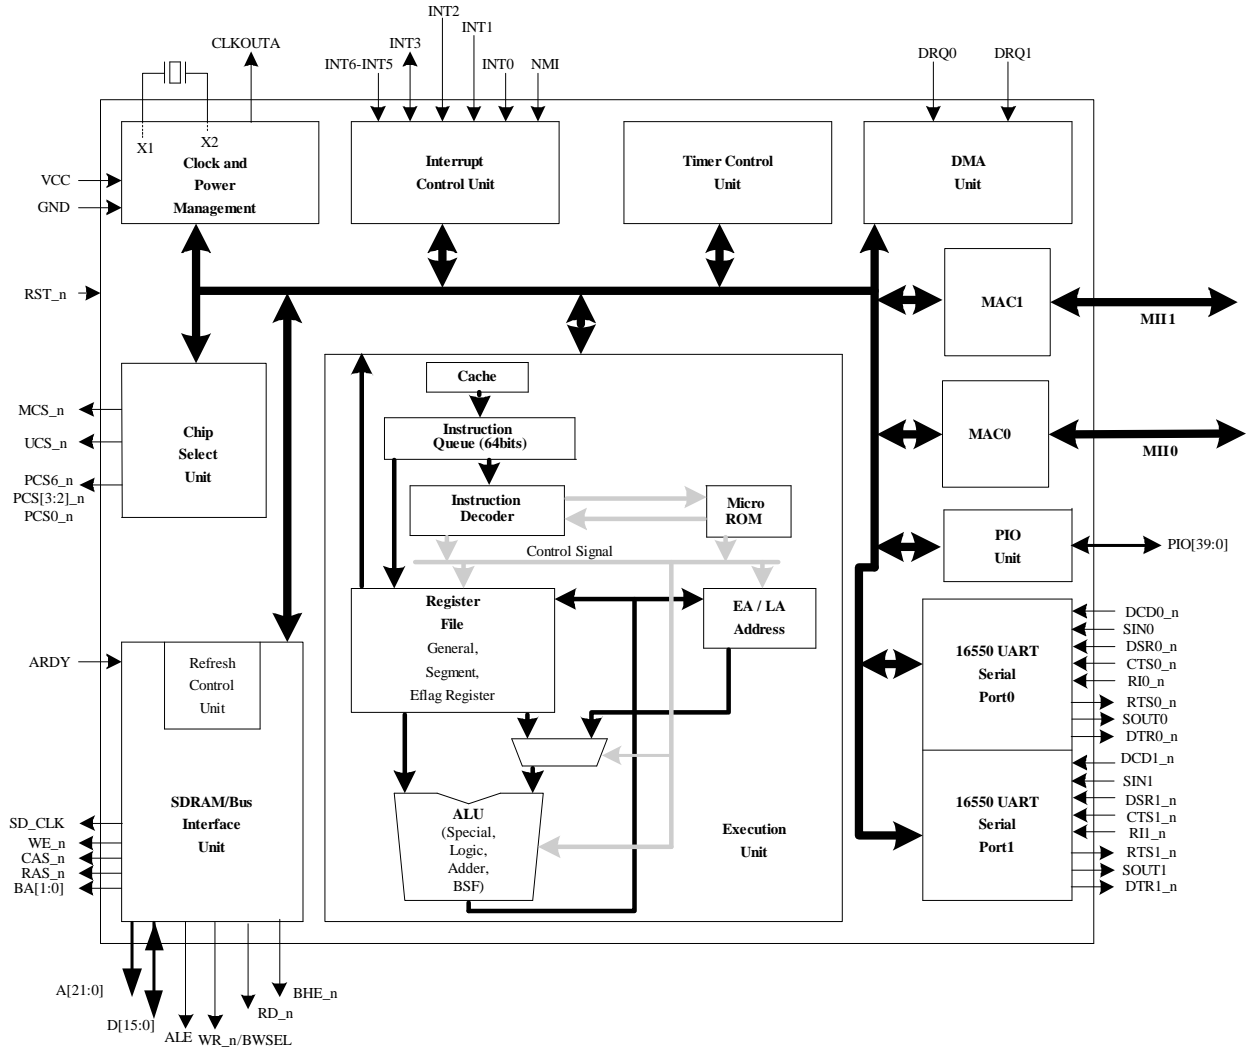 INT2
INT1
INT3
CLKOUTA
INT6-INT5
INT0
NMI
DRQ0
DRQ1
X1
X2
Clock and
Power
Management
VCC
GND
Interrupt
Control Unit
Timer Control
Unit
DMA
Unit
RST_n
MAC1
MII1
Cache
MCS_n
UCS_n
PCS6_n
PCS[3:2]_n
PCS0_n
Chip
Select
Unit
Instruction
Queue (64bits)
MAC0
MII0
Instruction
Decoder
Micro
ROM
Control Signal
PIO
Unit
PIO[39:0]
Register
File
General,
Segment,
Eflag Register
EA / LA
Address
ARDY
Refresh
Control
Unit
16550 UART
Serial
Port0
DCD0_n
SIN0
DSR0_n
CTS0_n
RI0_n
RTS0_n
SOUT0
DTR0_n
SDRAM/Bus
Interface
Unit
ALU
(Special,
Logic,
Adder,
BSF)
Execution
Unit
16550 UART
Serial
Port1
DCD1_n
SIN1
DSR1_n
CTS1_n
RI1_n
RTS1_n
SOUT1
DTR1_n
SD_CLK
WE_n
CAS_n
RAS_n
BA[1:0]
A[21:0]
D[15:0]
ALE
WR_n/BWSEL
RD_n
BHE_n